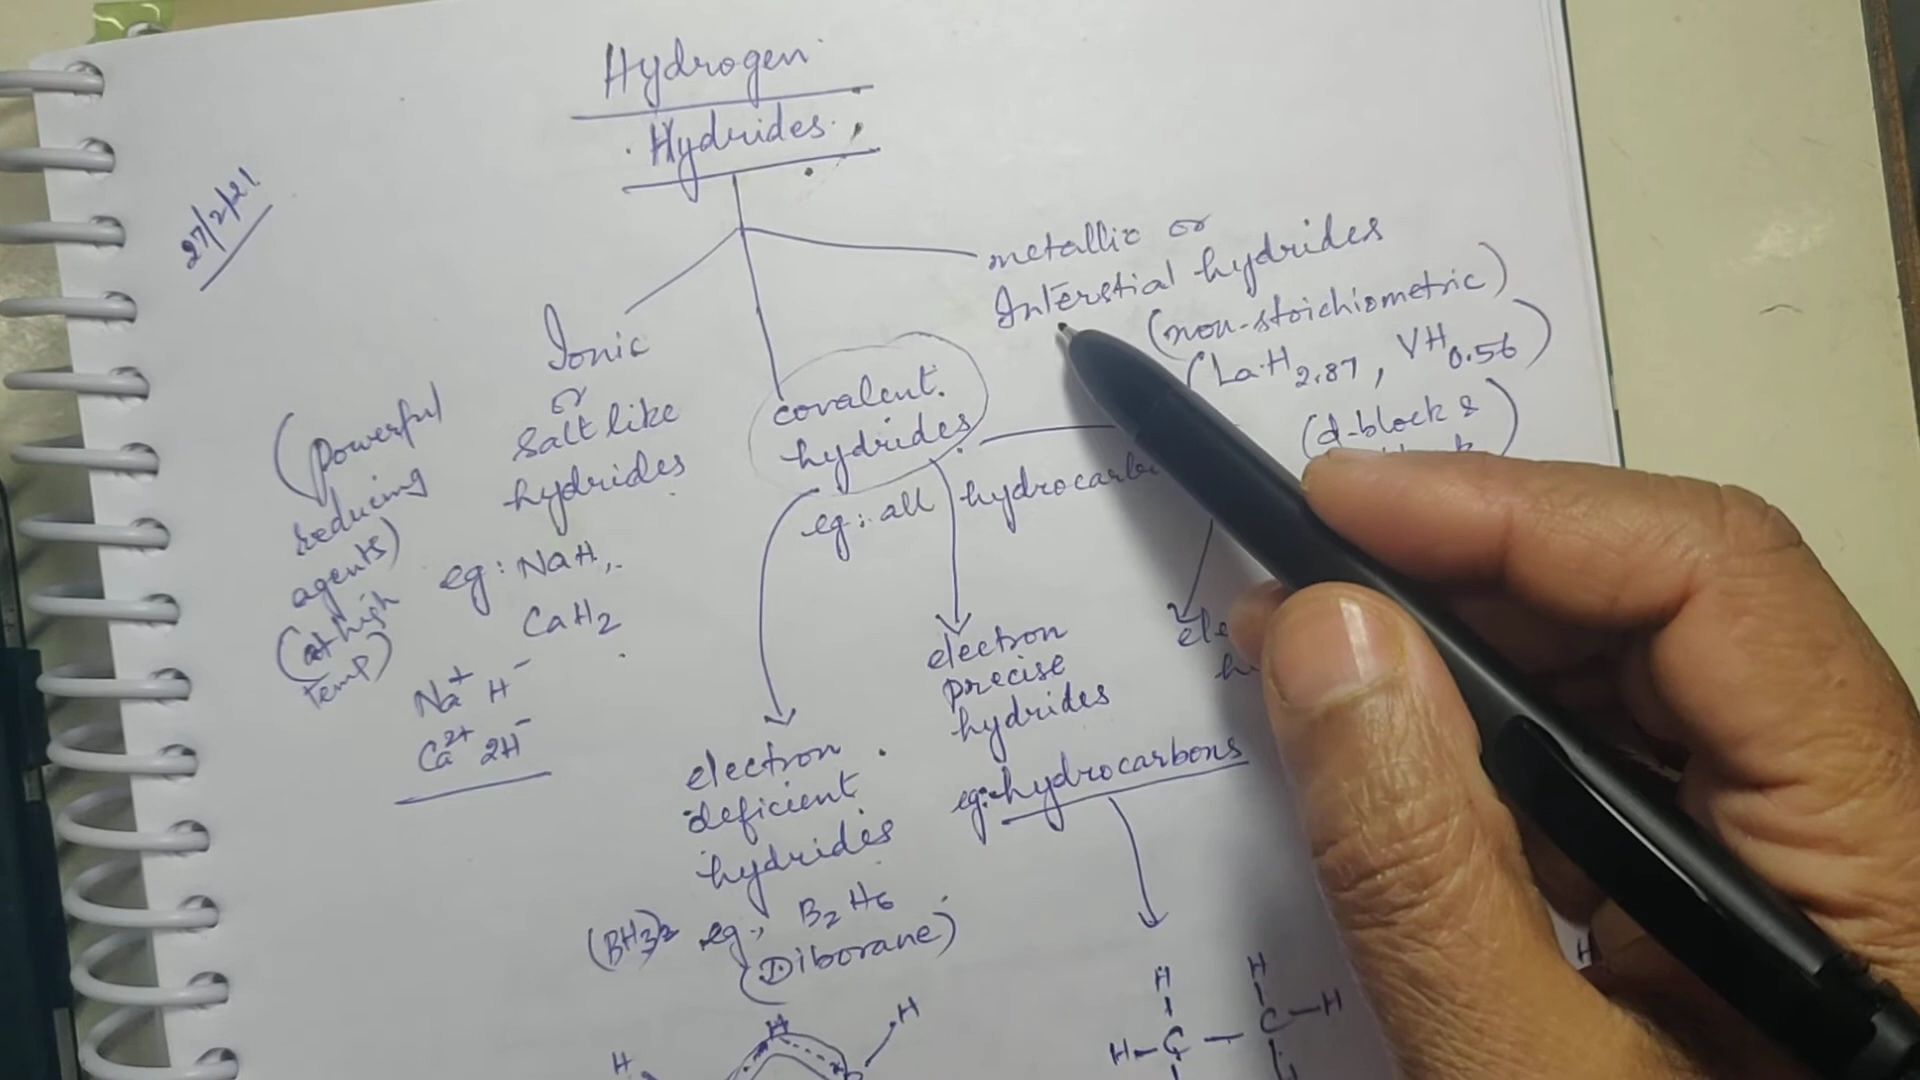 Hydrogen
Hydrides
27/2/21
metallic or
Interstial hydrides
(non-stoichiometric)
(LaH2.87, VH0.56)
(d-block &
Ionic
or
Salt like
hydrides
eg: NaH,
CaH2
(powerful
reducing
agents)
(at high
temp)
Na+ H-
Ca2+ 2H-
covalent
hydrides
eg: all hydrocarb
electron
deficient
hydrides
(BH3)2 eg; B2H6
(Diborane)
electron
precise
hydrides
eg:-hydrocarbons
ele
h
H
H
H
H
H
C
H
H-C
H